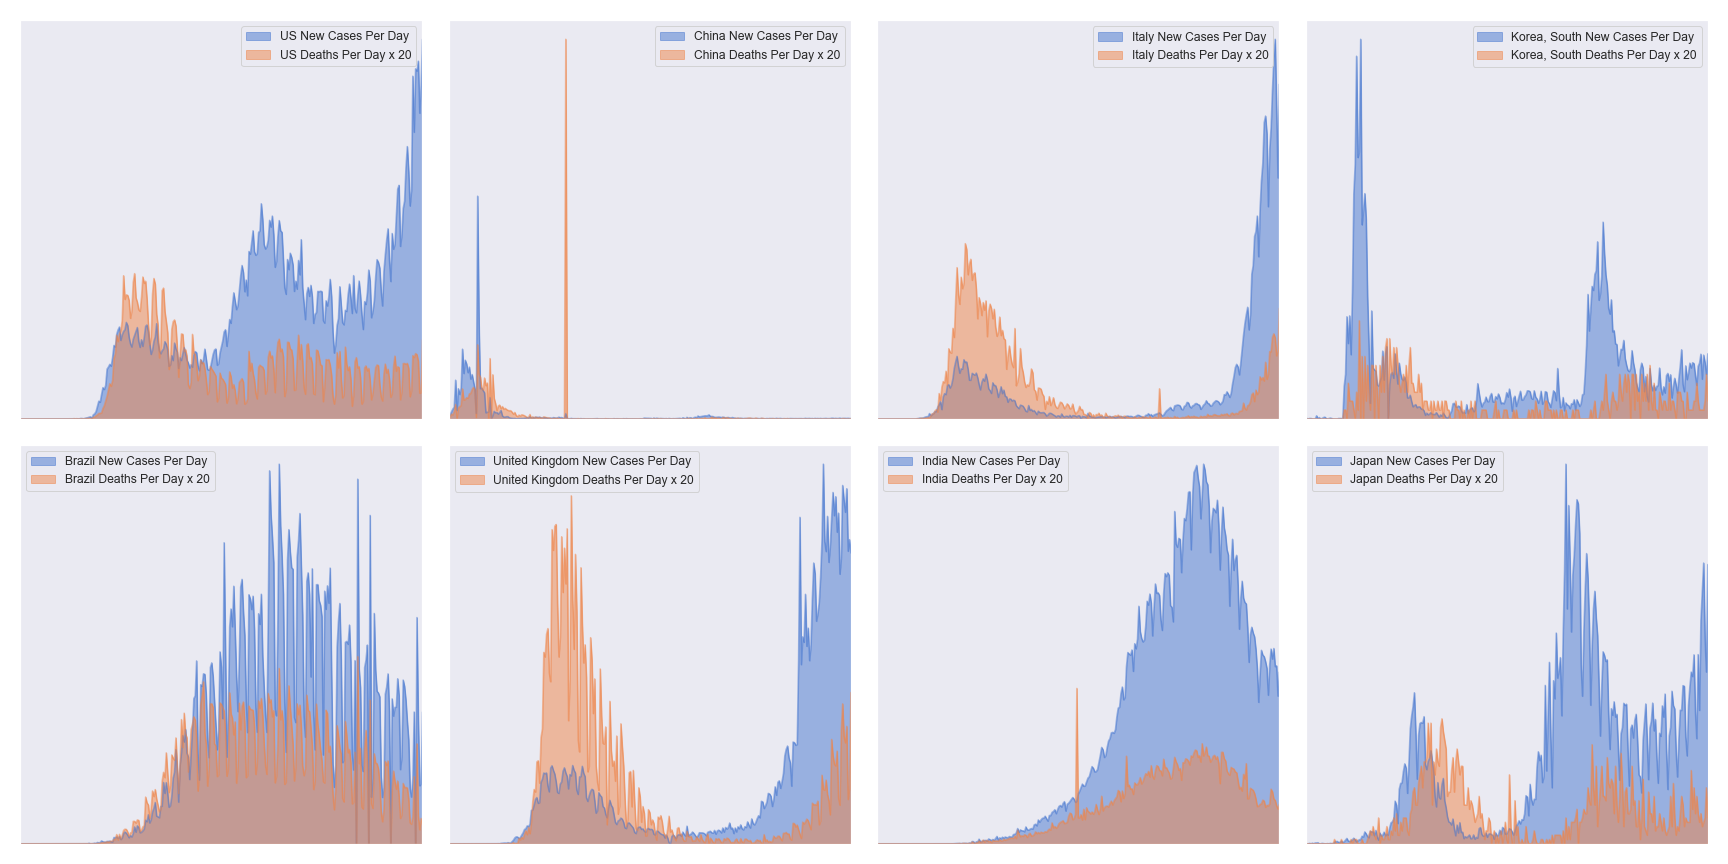 US New Cases Per Day
US Deaths Per Day x 20
China New Cases Per Day
China Deaths Per Day x 20
Italy New Cases Per Day
Italy Deaths Per Day x 20
Korea, South New Cases Per Day
Korea, South Deaths Per Day x 20
Brazil New Cases Per Day
Brazil Deaths Per Day x 20
United Kingdom New Cases Per Day
United Kingdom Deaths Per Day x 20
India New Cases Per Day
India Deaths Per Day x 20
Japan New Cases Per Day
Japan Deaths Per Day x 20